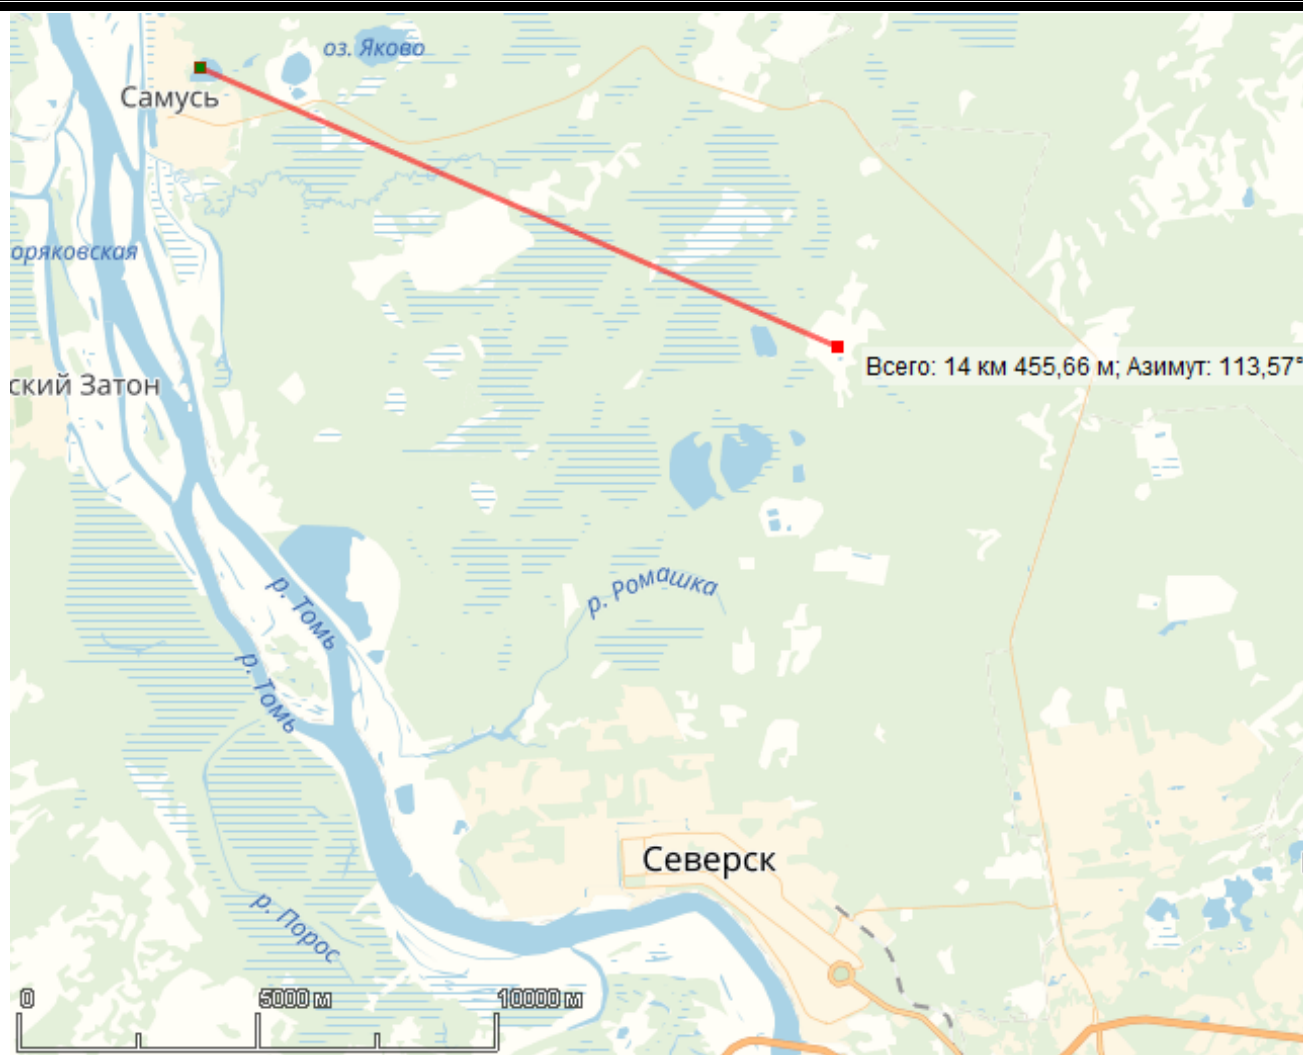 оз. Яково
Самусь
оряковская
Всего: 14 км 455,66 м; Азимут: 113,57°
ский Затон
р. Ромашка
р. Томь
р. Томь
Северск
р. Порос
0 5000 м 10000 м